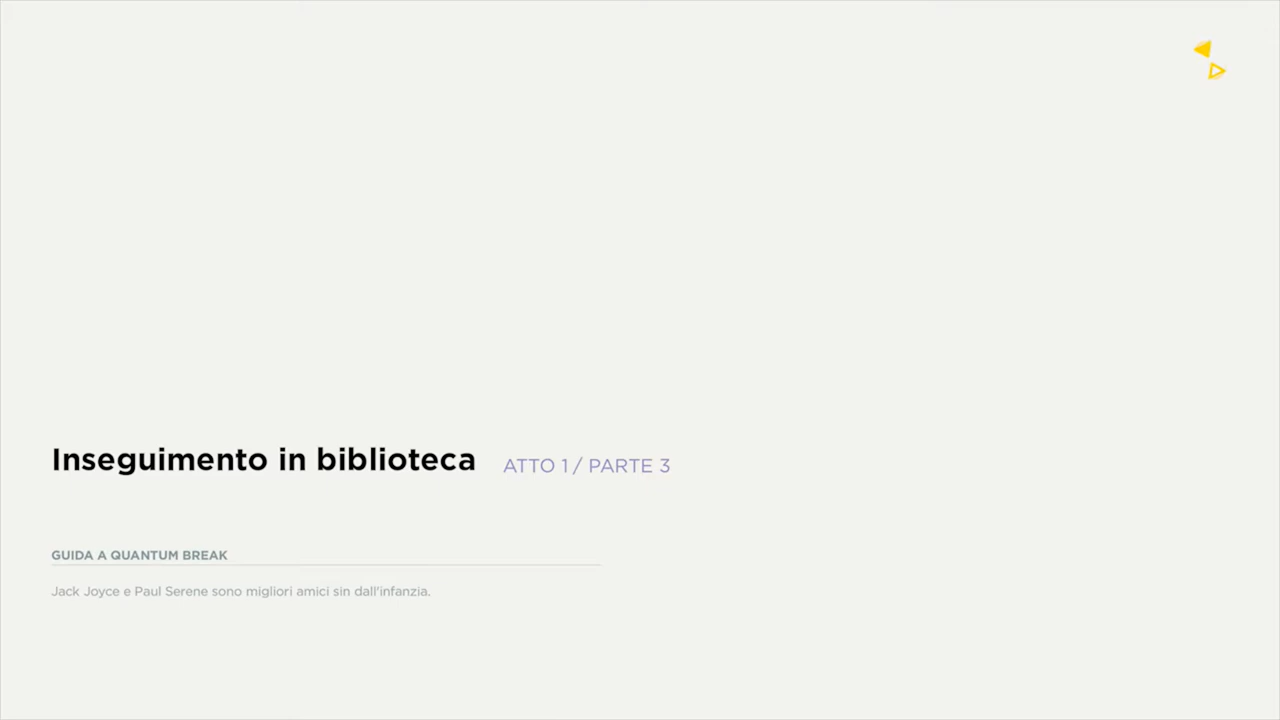 Inseguimento in biblioteca ATTO 1 / PARTE 3
GUIDA A QUANTUM BREAK
Jack Joyce e Paul Serene sono migliori amici sin dall'infanzia.